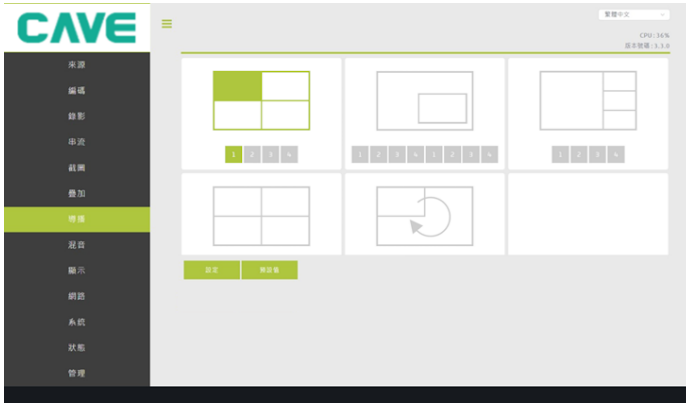 CAVE
繁體中文
CPU: 36%
版本號碼 : 3.3.0
來源
編碼
錄影
串流
截圖
疊加
導播
混音
顯示
網路
系統
狀態
管理
1 2 3 4
1 2 3 4 1 2 3 4
1 2 3 4
設定